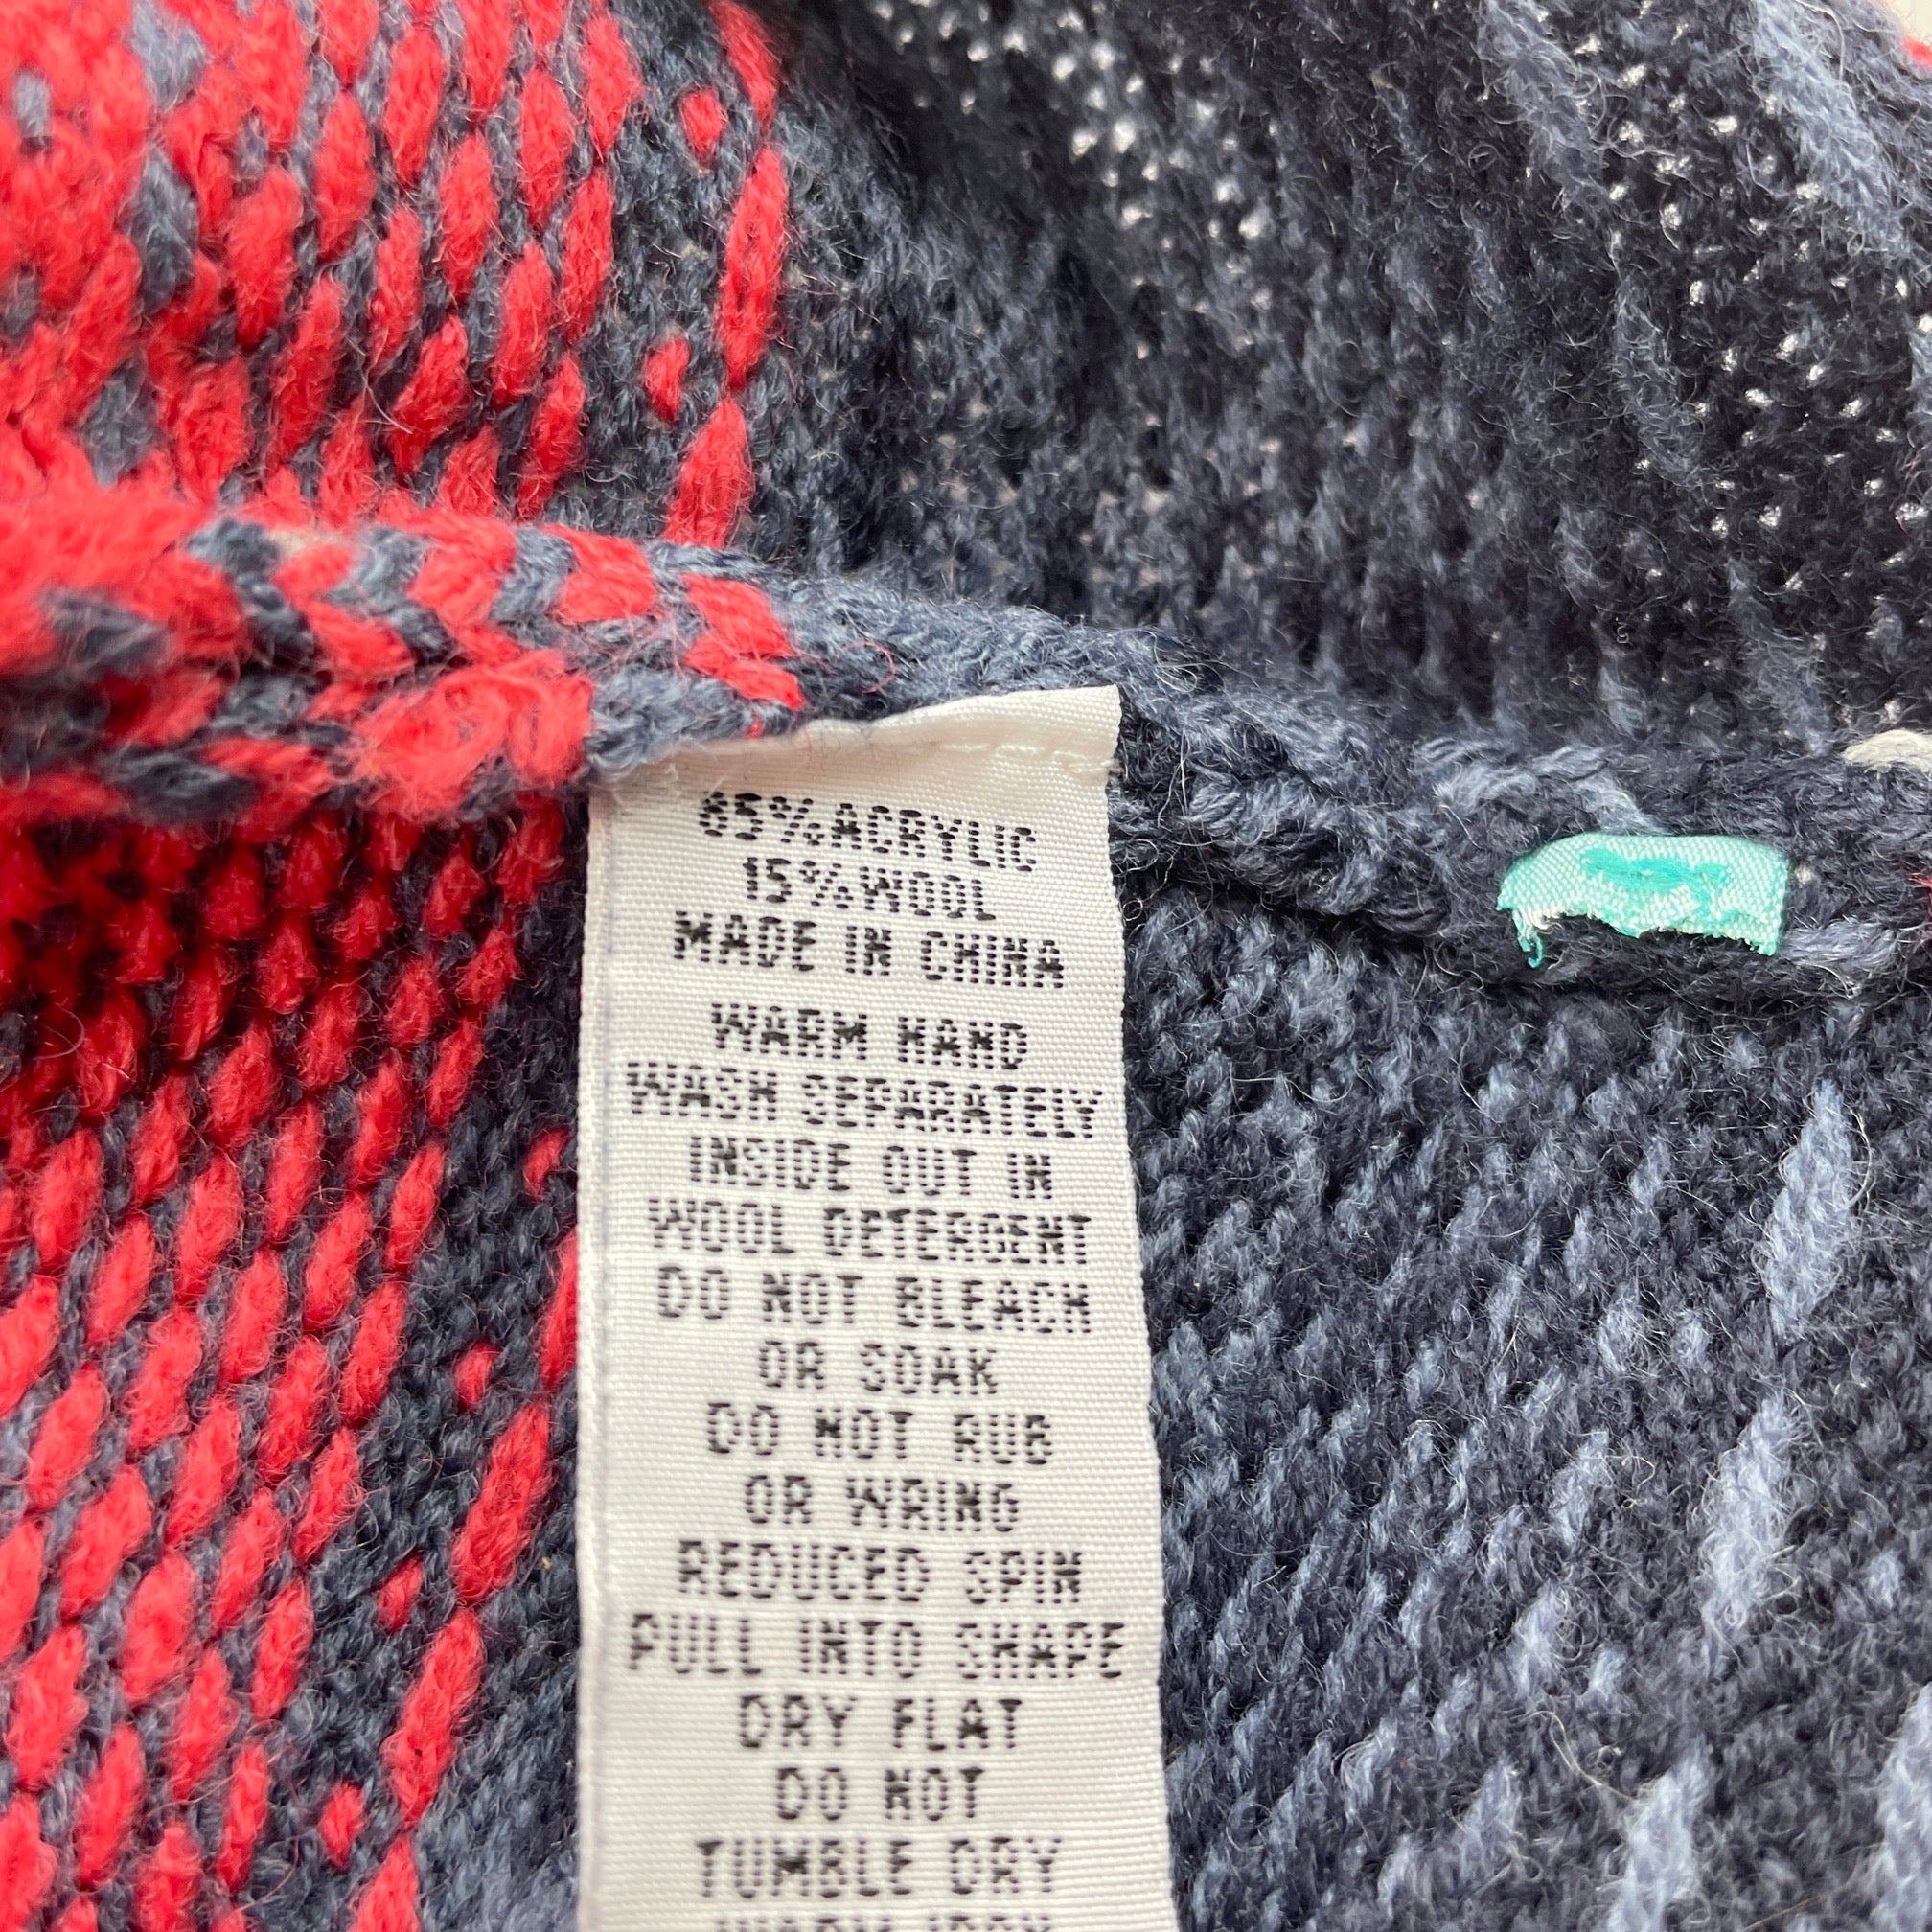 85%ACRYLIC
15%WOOL
MADE IN CHINA
WARM HAND
WASH SEPARATELY
INSIDE OUT IN
WOOL DETERGENT
DO NOT BLEACH
OR SOAK
DO NOT RUB
OR WRING
REDUCED SPIN
PULL INTO SHAPE
DRY FLAT
DO NOT
TUMBLE DRY